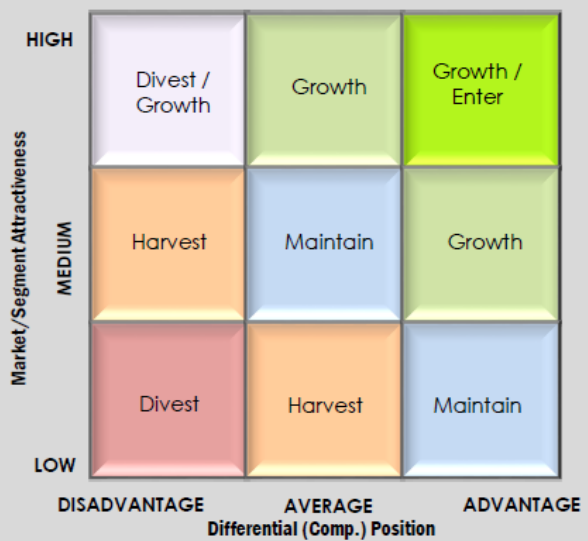 HIGH
Divest /
Growth
Growth
Growth /
Enter
Market/Segment Attractiveness
MEDIUM
Harvest
Maintain
Growth
Divest
Harvest
Maintain
LOW
DISADVANTAGE
AVERAGE
ADVANTAGE
Differential (Comp.) Position